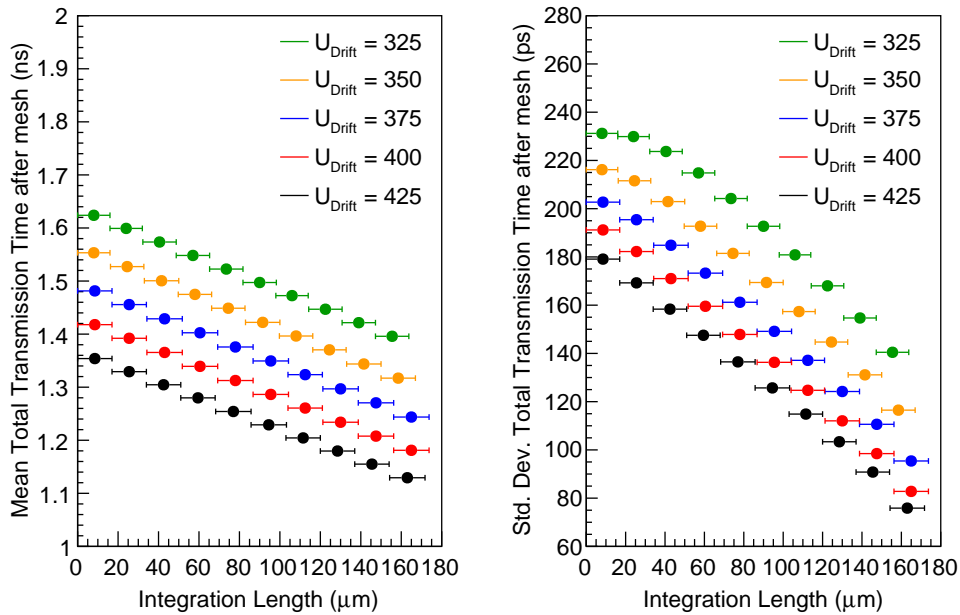 Mean Total Transmission Time after mesh (ns)
2
1.9
1.8
1.7
1.6
1.5
1.4
1.3
1.2
1.1
1
U_Drift = 325
U_Drift = 350
U_Drift = 375
U_Drift = 400
U_Drift = 425
0 20 40 60 80 100 120 140 160 180
Integration Length (μm)
Std. Dev. Total Transmission Time after mesh (ps)
280
260
240
220
200
180
160
140
120
100
80
60
U_Drift = 325
U_Drift = 350
U_Drift = 375
U_Drift = 400
U_Drift = 425
0 20 40 60 80 100 120 140 160 180
Integration Length (μm)